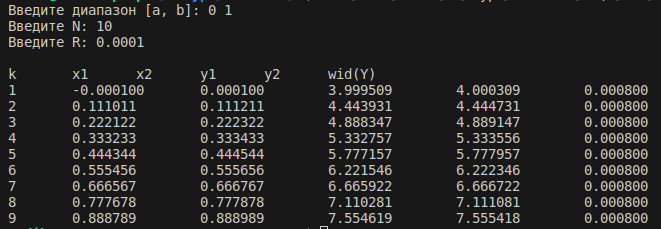 Введите диапазон [a, b]: 0 1
Введите N: 10
Введите R: 0.0001
k x1 x2 y1 y2 wid(Y)
1 -0.000100 0.000100 3.999509 4.000309 0.000800
2 0.111011 0.111211 4.443931 4.444731 0.000800
3 0.222122 0.222322 4.888347 4.889147 0.000800
4 0.333233 0.333433 5.332757 5.333556 0.000800
5 0.444344 0.444544 5.777157 5.777957 0.000800
6 0.555456 0.555656 6.221546 6.222346 0.000800
7 0.666567 0.666767 6.665922 6.666722 0.000800
8 0.777678 0.777878 7.110281 7.111081 0.000800
9 0.888789 0.888989 7.554619 7.555418 0.000800